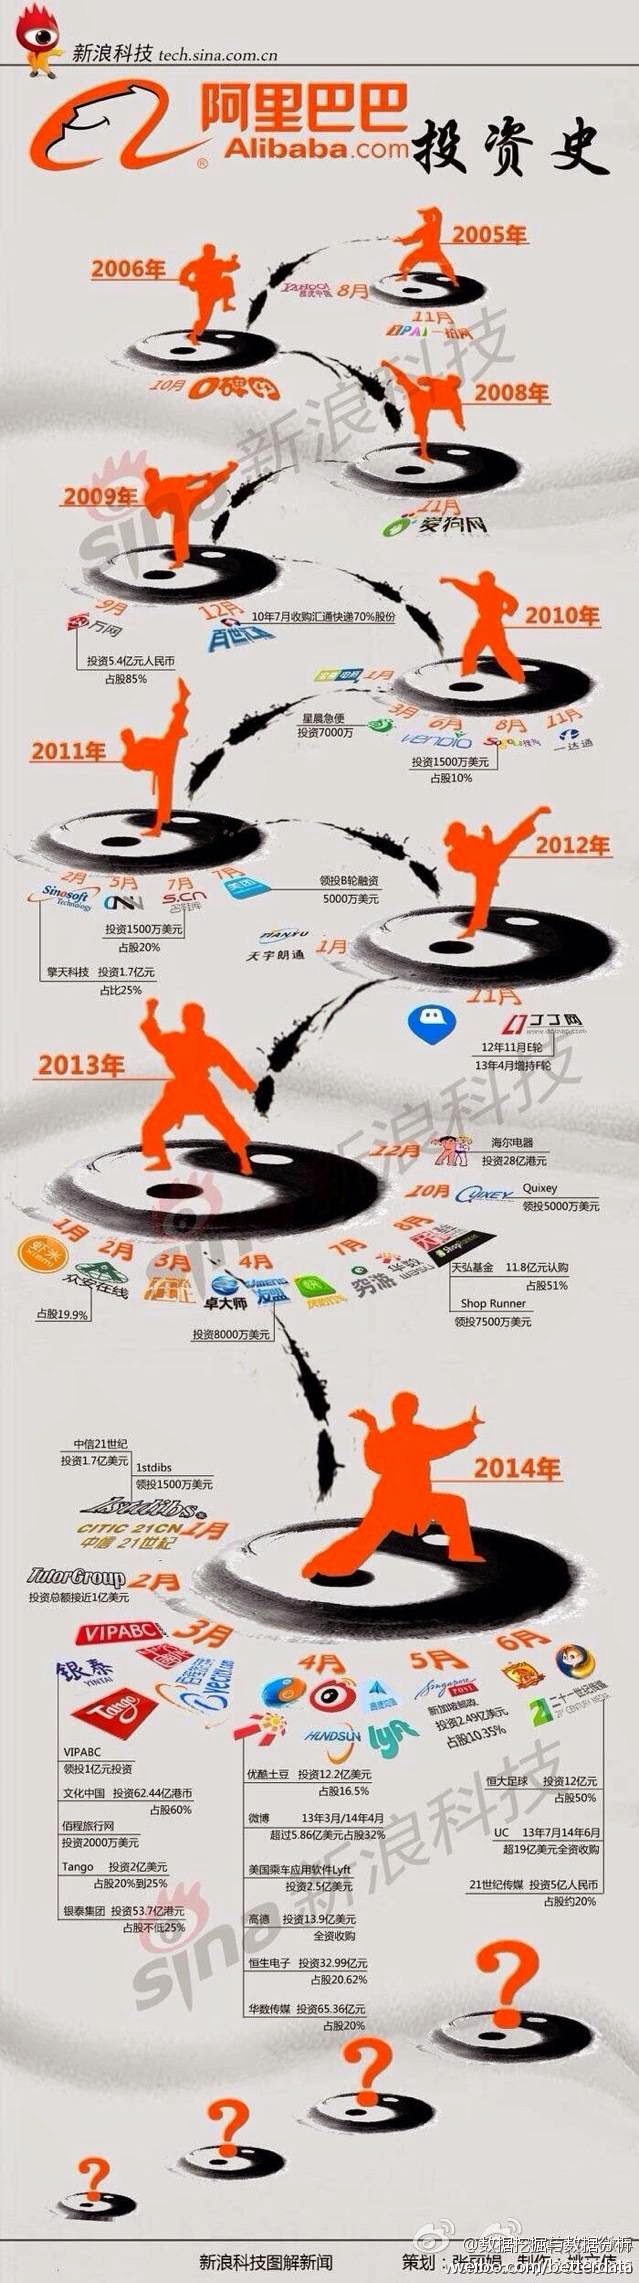 新浪科技 tech.sina.com.cn
阿里巴巴
Alibaba.com
投资史
2005年
YAHOO! 8月
11月
1PAI 一拍网
2006年
10月 口碑网
2008年
11月
爱狗网
2009年
9月
万网
投资5.4亿元人民币
占股85%
12月
百世
10年7月收购汇通快递70%股份
2010年
1月
3月
星晨急便
投资7000万
6月
vendio
8月
搜狗
投资1500万美元
占股10%
11月
一达通
2011年
2月
Sinosoft
Technology
擎天科技 投资1.7亿元
占比25%
5月
投资1500万美元
占股20%
7月
S.CN
7月
美团
领投B轮融资
5000万美元
2012年
TIANYU
天宇朗通
1月
11月
丁丁网
12年11月E轮
13年4月增持F轮
2013年
1月
虾米
2月
众安在线
占股19.9%
3月
4月
卓大师
友盟
投资8000万美元
7月
穷游
8月
ShopRunner
天弘基金 11.8亿元认购
占股51%
Shop Runner
领投7500万美元
10月
Quixey
Quixey
领投5000万美元
12月
海尔电器
投资28亿港元
2014年
中信21世纪
投资1.7亿美元
1stdibs
领投1500万美元
1stdibs
CITIC 21CN
中信 21世纪
1月
TutorGroup
2月
投资总额接近1亿美元
3月
VIPABC
银泰
YINTAI
Tango
VIPABC
领投1亿元投资
文化中国 投资62.44亿港币
占股60%
佰程旅行网
投资2000万美元
Tango 投资2亿美元
占股20%到25%
银泰集团 投资53.7亿港元
占股不低25%
4月
HUNDSUN
lyft
优酷土豆 投资12.2亿美元
占股16.5%
微博 13年3月/14年4月
超过5.86亿美元占股32%
美国乘车应用软件Lyft
投资2.5亿美元
高德 投资13.9亿美元
全资收购
恒生电子 投资32.99亿元
占股20.62%
华数传媒 投资65.36亿元
占股20%
5月
Singapore
POST
新加坡邮政
投资2.49亿美元
占股10.35%
6月
二十一世纪传媒
21st CENTURY MEDIA
恒大足球 投资12亿元
占股50%
UC 13年7月14年6月
超19亿美元全资收购
21世纪传媒 投资5亿人民币
占股约20%
?
?
?
?
@数据挖掘与数据分析
新浪科技图解新闻
策划：张丽娟 制作：姚立伟
weibo.com/betterdata
sina 新浪科技
sina 新浪科技
sina 新浪科技